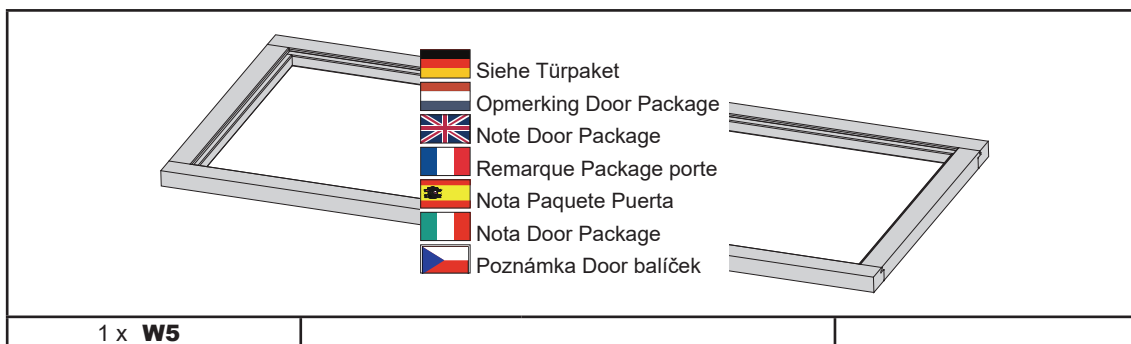 Siehe Türpaket
Opmerking Door Package
Note Door Package
Remarque Package porte
Nota Paquete Puerta
Nota Door Package
Poznámka Door balíček
1 x W5